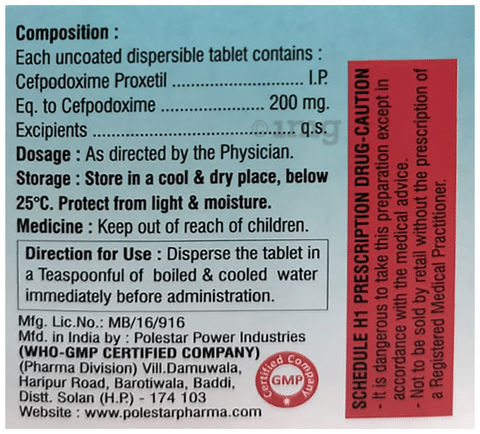 Composition :
Each uncoated dispersible tablet contains :
Cefpodoxime Proxetil ................................ I.P.
Eq. to Cefpodoxime ......................... 200 mg.
Excipients ................................................ q.s.
Dosage : As directed by the Physician.
Storage : Store in a cool & dry place, below
25°C. Protect from light & moisture.
Medicine : Keep out of reach of children.
Direction for Use : Disperse the tablet in
a Teaspoonful of boiled & cooled water
immediately before administration.
Mfg. Lic.No.: MB/16/916
Mfd. in India by : Polestar Power Industries
(WHO-GMP CERTIFIED COMPANY)
(Pharma Division) Vill.Damuwala,
Haripur Road, Barotiwala, Baddi,
Distt. Solan (H.P.) - 174 103
Website : www.polestarpharma.com
Certified Company
GMP
SCHEDULE H1 PRESCRIPTION DRUG-CAUTION
- It is dangerous to take this preparation except in
accordance with the medical advice.
- Not to be sold by retail without the prescription of
a Registered Medical Practitioner.
1mg